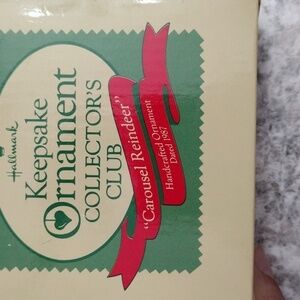 Hallmark
Keepsake
Ornament
COLLECTOR'S
CLUB
"Carousel Reindeer"
Handcrafted Ornament
Dated 1987